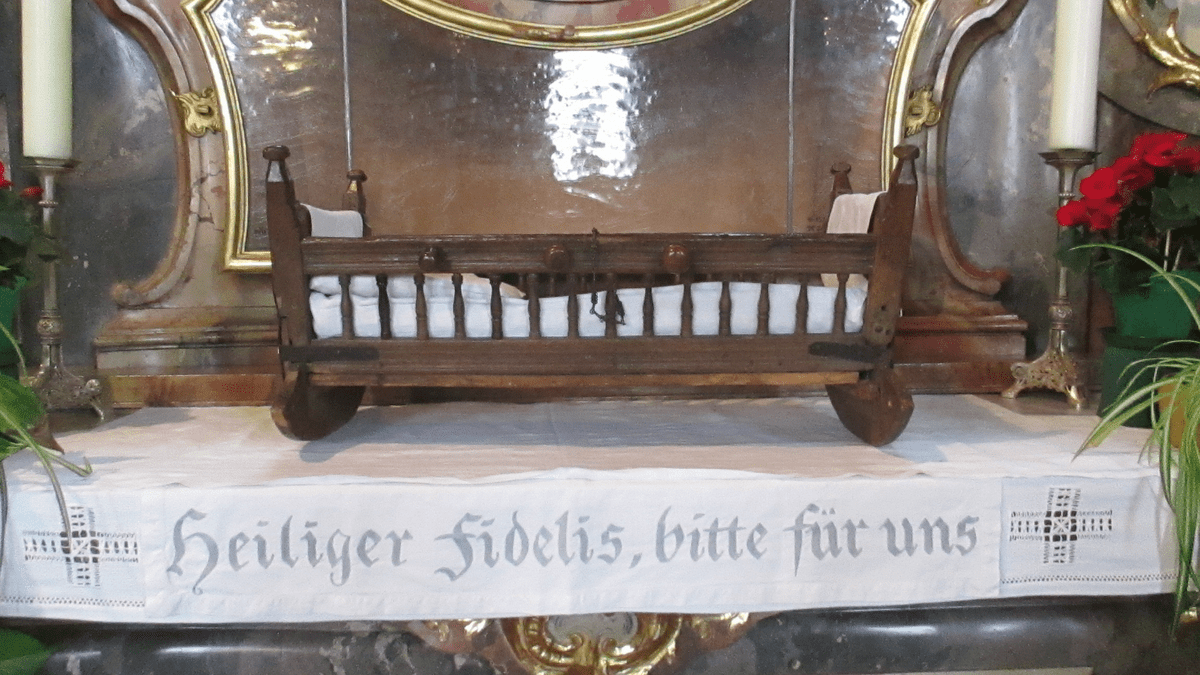 Heiliger Fidelis, bitte für uns